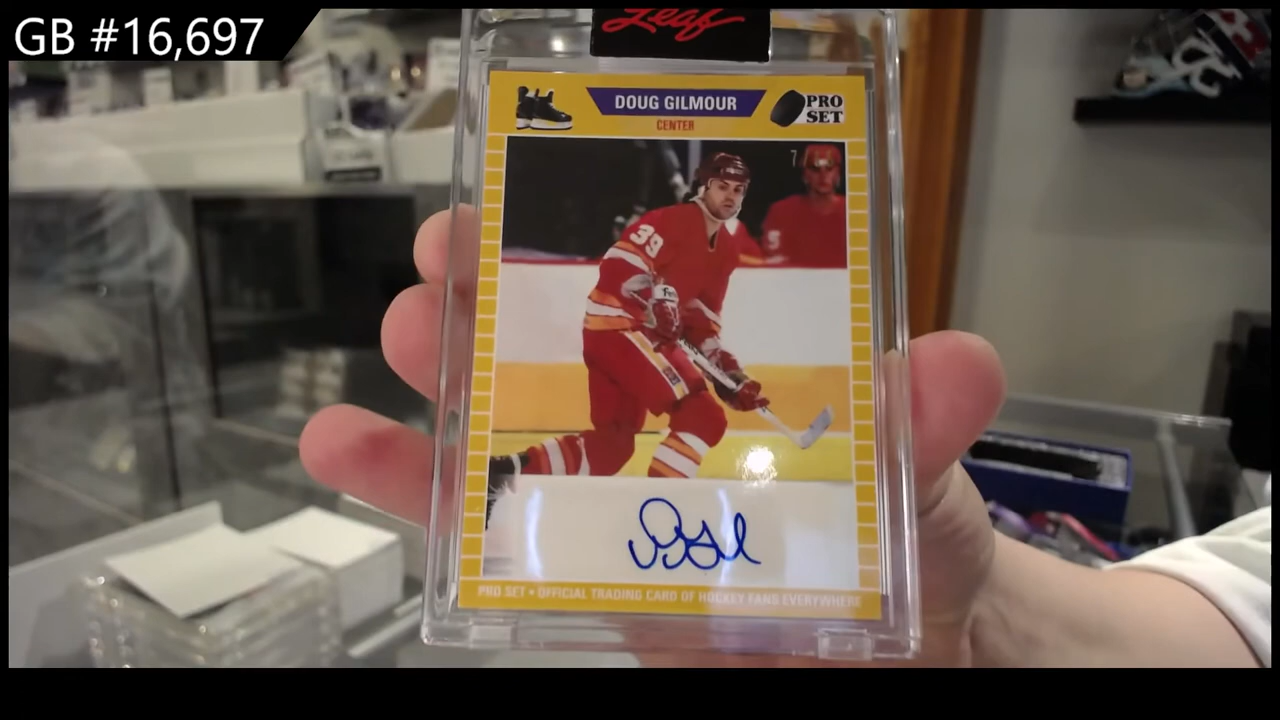 GB #16,697
Leaf
DOUG GILMOUR
PRO
SET
CENTER
7
39
PRO SET • OFFICIAL TRADING CARD OF HOCKEY FANS EVERYWHERE